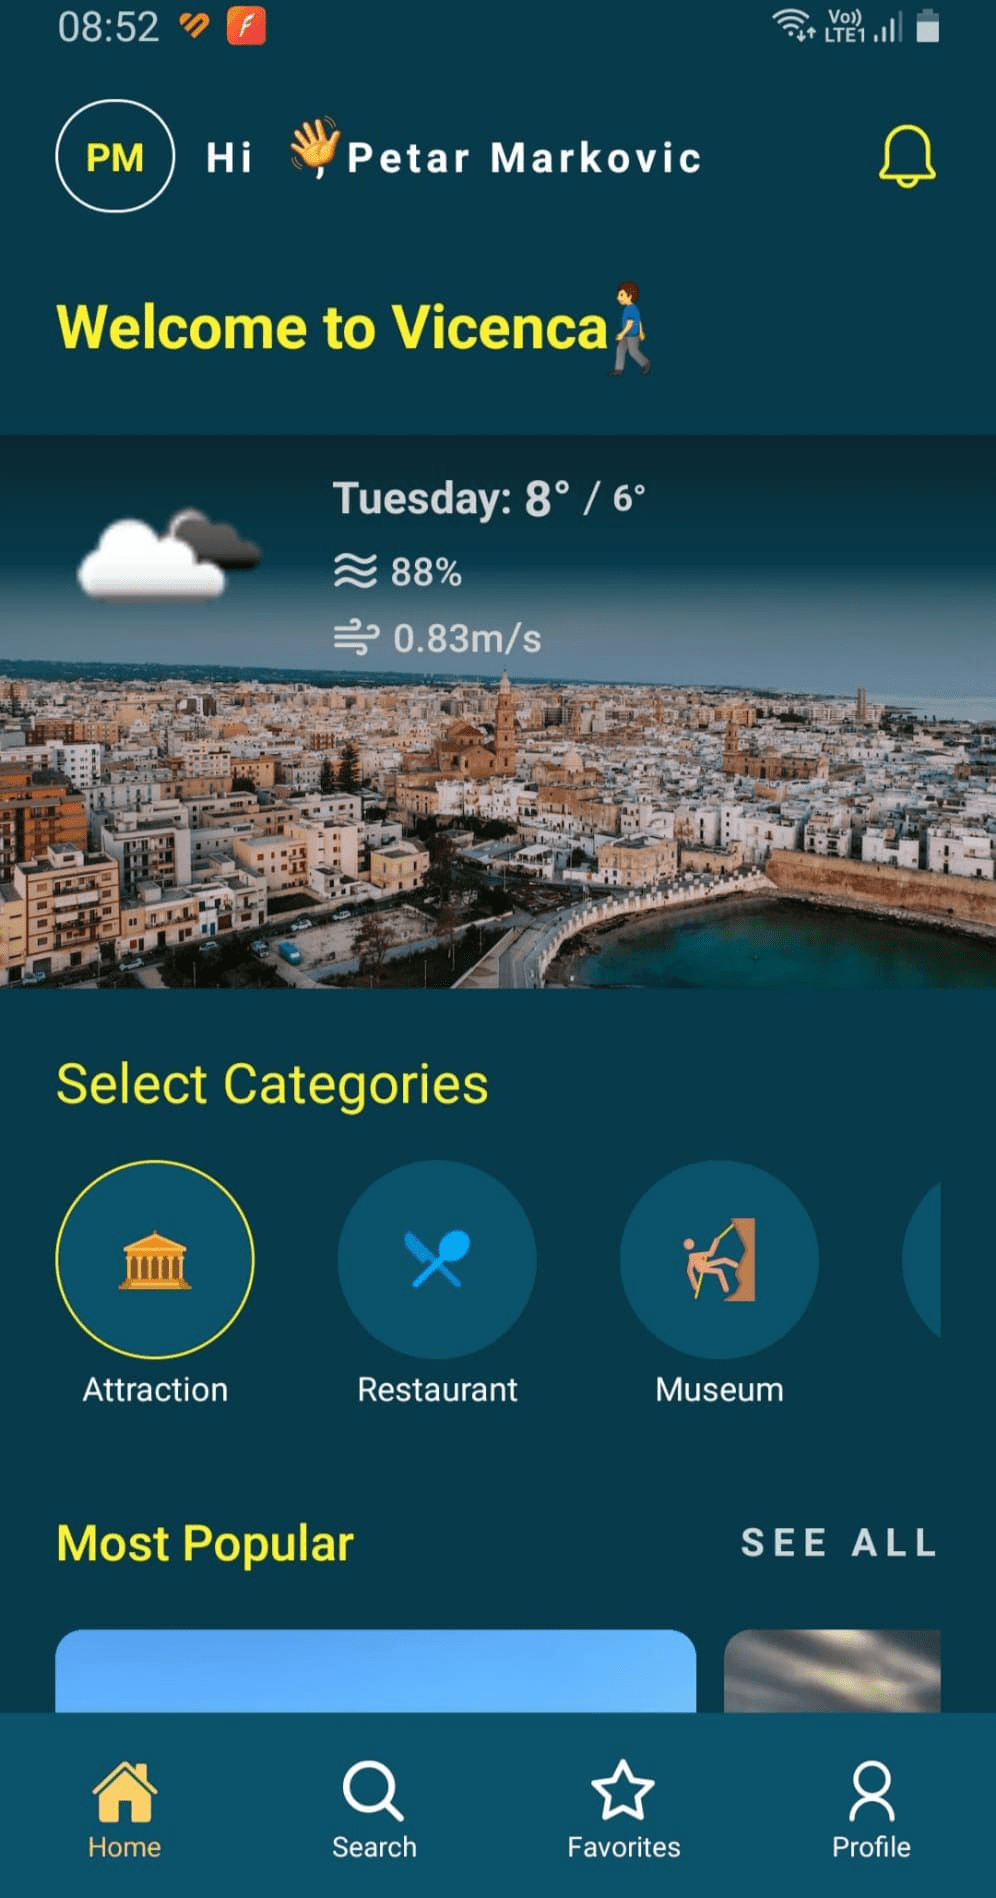 08:52 Vo)) LTE1
PM Hi 👋, Petar Markovic
Welcome to Vicenca🚶
Tuesday: 8° / 6°
88%
0.83m/s
Select Categories
Attraction Restaurant Museum
Most Popular SEE ALL
Home Search Favorites Profile